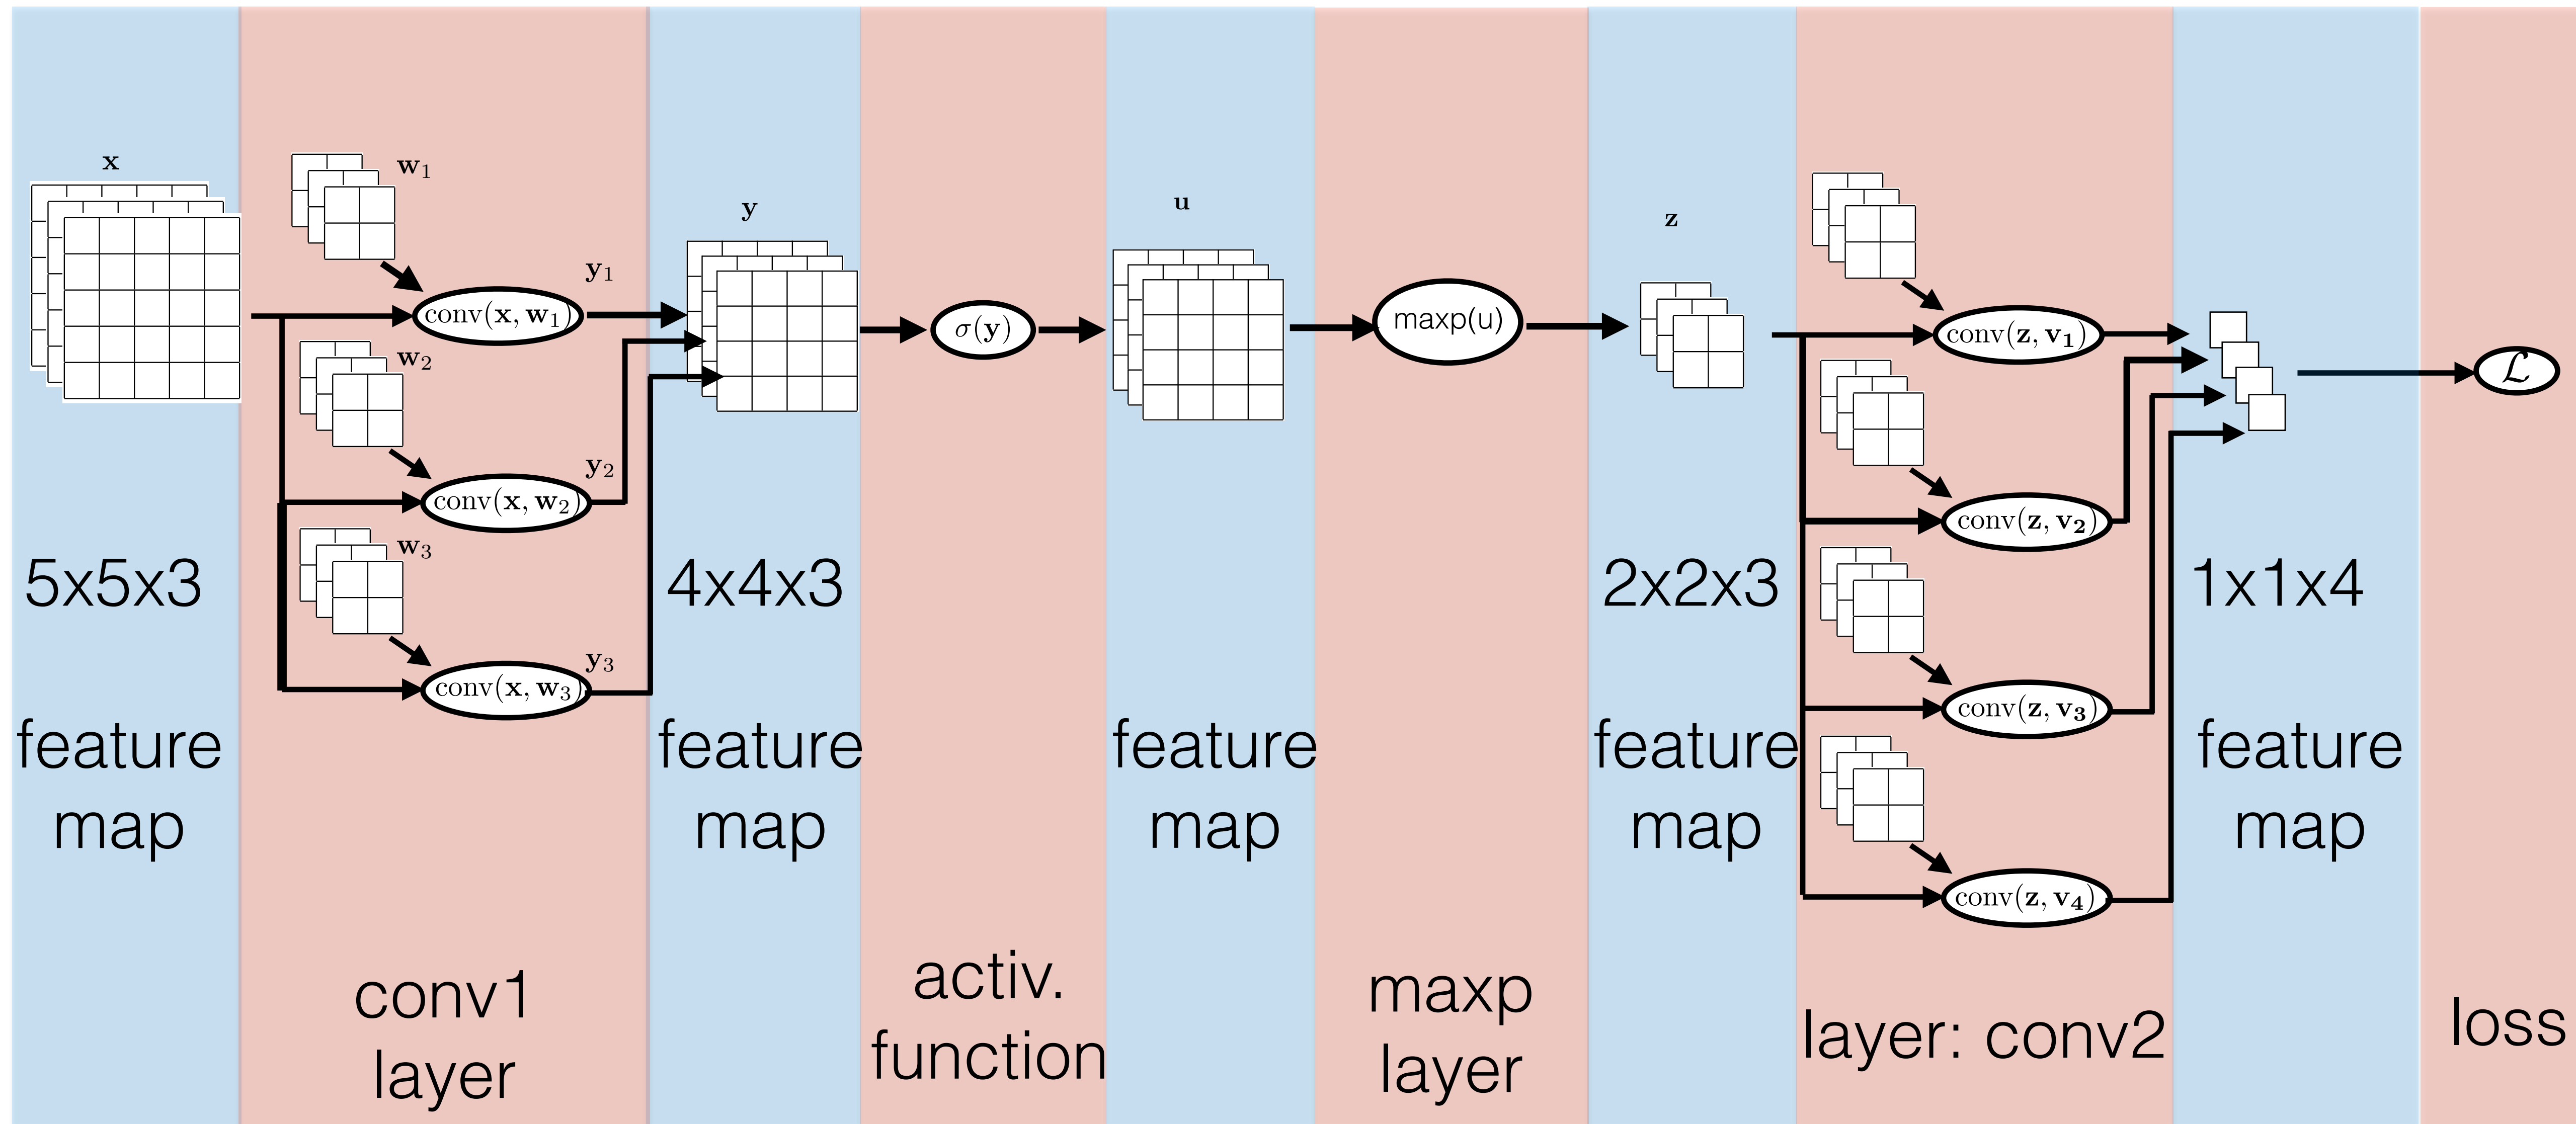 x
5x5x3
feature
map
w₁
conv(x, w₁)
y₁
w₂
conv(x, w₂)
y₂
w₃
conv(x, w₃)
y₃
conv1
layer
y
4x4x3
feature
map
σ(y)
activ.
function
u
feature
map
maxp(u)
maxp
layer
z
2x2x3
feature
map
conv(z, v₁)
conv(z, v₂)
conv(z, v₃)
conv(z, v₄)
layer: conv2
1x1x4
feature
map
ℒ
loss